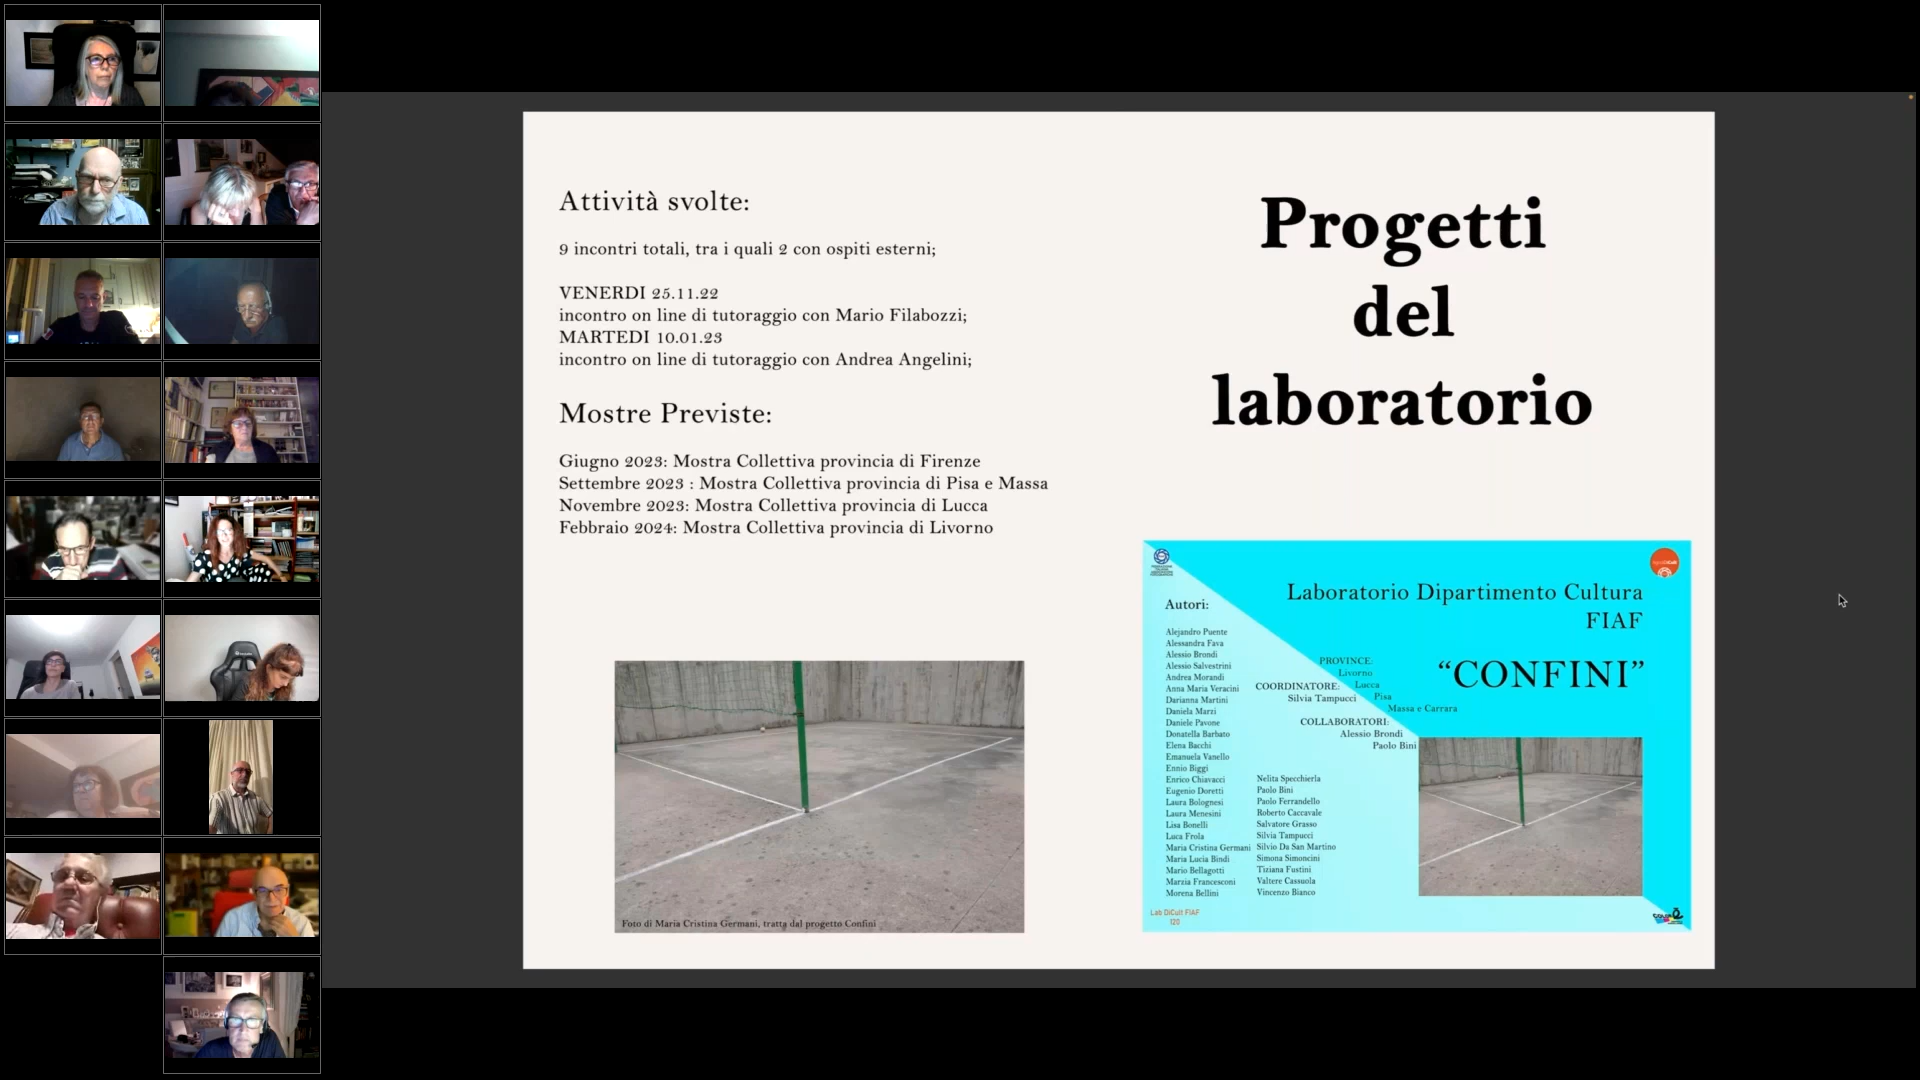 Attività svolte:
9 incontri totali, tra i quali 2 con ospiti esterni;
VENERDI 25.11.22
incontro on line di tutoraggio con Mario Filabozzi;
MARTEDI 10.01.23
incontro on line di tutoraggio con Andrea Angelini;
Mostre Previste:
Giugno 2023: Mostra Collettiva provincia di Firenze
Settembre 2023 : Mostra Collettiva provincia di Pisa e Massa
Novembre 2023: Mostra Collettiva provincia di Lucca
Febbraio 2024: Mostra Collettiva provincia di Livorno
Foto di Maria Cristina Germani, tratta dal progetto Confini
Progetti
del
laboratorio
Laboratorio Dipartimento Cultura
FIAF
“CONFINI”
PROVINCE:
Livorno
Lucca
Pisa
Massa e Carrara
COORDINATORE:
Silvia Tampucci
COLLABORATORI:
Alessio Brondi
Paolo Bini
Autori:
Alejandro Puente
Alessandra Fava
Alessio Brondi
Alessio Salvestrini
Andrea Morandi
Anna Maria Veracini
Darianna Martini
Daniela Marzi
Daniele Pavone
Donatella Barbato
Elena Bacchi
Emanuela Vanello
Ennio Biggi
Enrico Chiavacci
Eugenio Doretti
Laura Bolognesi
Laura Menesini
Lisa Bonelli
Luca Frola
Maria Cristina Germani
Maria Lucia Bindi
Mario Bellagotti
Marzia Francesconi
Morena Bellini
Nelita Specchierla
Paolo Bini
Paolo Ferrandello
Roberto Caccavale
Salvatore Grasso
Silvia Tampucci
Silvio Da San Martino
Simona Simoncini
Tiziana Fustini
Valtere Cassuola
Vincenzo Bianco
Lab DiCult FIAF
120